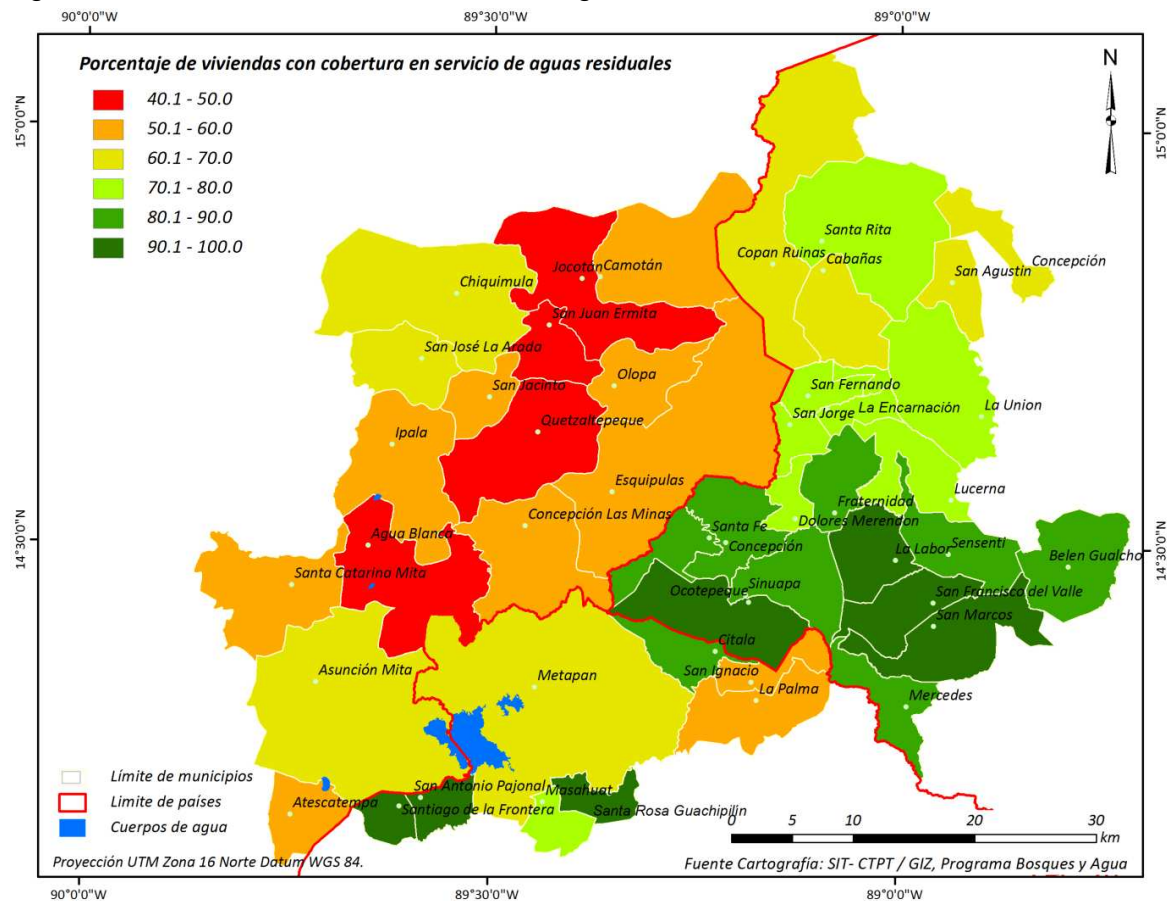 90°0'0"W
89°30'0"W
89°0'0"W
Porcentaje de viviendas con cobertura en servicio de aguas residuales
N
40.1 - 50.0
50.1 - 60.0
60.1 - 70.0
70.1 - 80.0
80.1 - 90.0
90.1 - 100.0
15°0'0"N
15°0'0"N
Santa Rita
Copan Ruinas
Cabañas
Concepción
San Agustin
Jocotán
Camotán
Chiquimula
San Juan Ermita
San José La Arada
Olopa
San Jacinto
San Fernando
La Encarnación
La Union
San Jorge
Quetzaltepeque
Ipala
Esquipulas
Lucerna
Fraternidad
Concepción Las Minas
Dolores Merendon
Santa Fe
Agua Blanca
Concepción
La Labor
Sensenti
Belen Gualcho
14°30'0"N
14°30'0"N
Santa Catarina Mita
Ocotepeque
Sinuapa
San Francisco del Valle
San Marcos
Citala
Asunción Mita
Metapan
San Ignacio
La Palma
Mercedes
Límite de municipios
Limite de países
Cuerpos de agua
San Antonio Pajonal
Masahuat
Atescatempa
Santiago de la Frontera
Santa Rosa Guachipilin
0 5 10 20 30
km
Proyección UTM Zona 16 Norte Datum WGS 84.
Fuente Cartografía: SIT- CTPT / GIZ, Programa Bosques y Agua
90°0'0"W
89°30'0"W
89°0'0"W